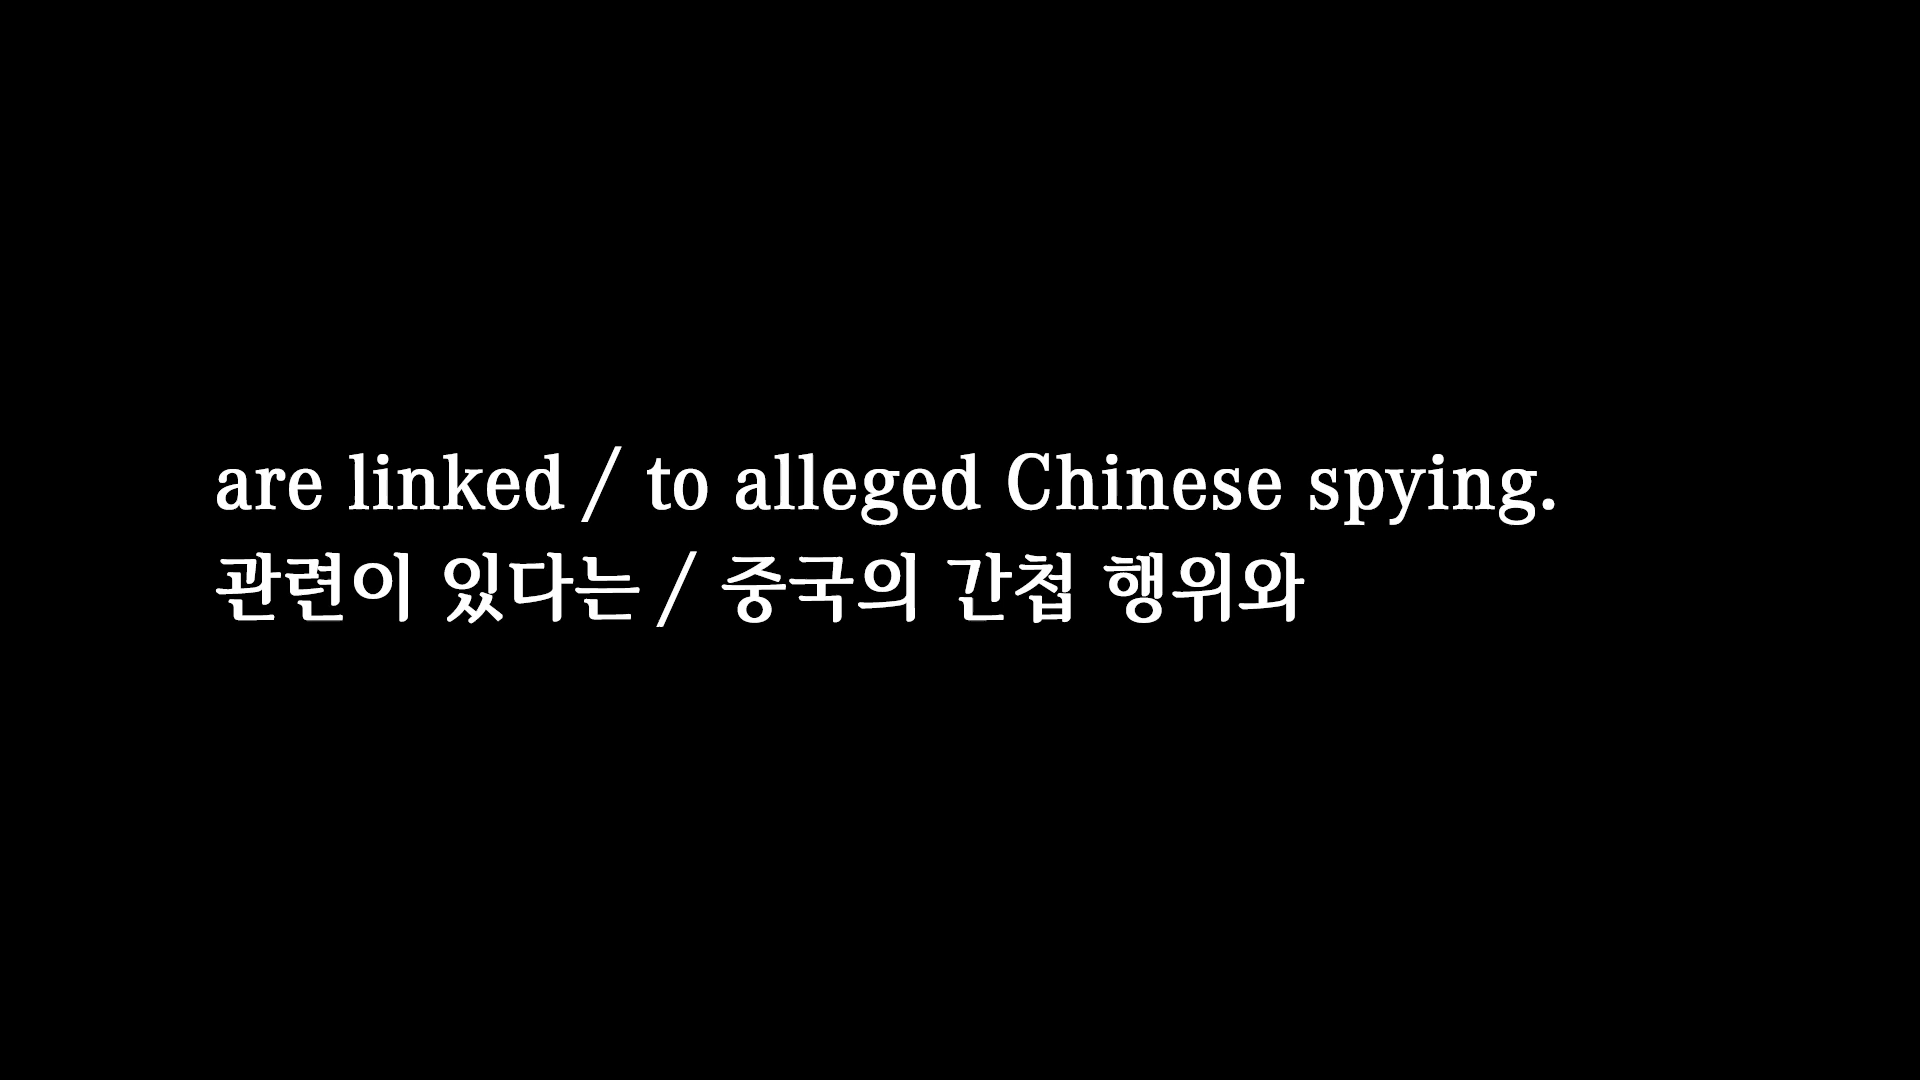 are linked / to alleged Chinese spying.
관련이 있다는 / 중국의 간첩 행위와